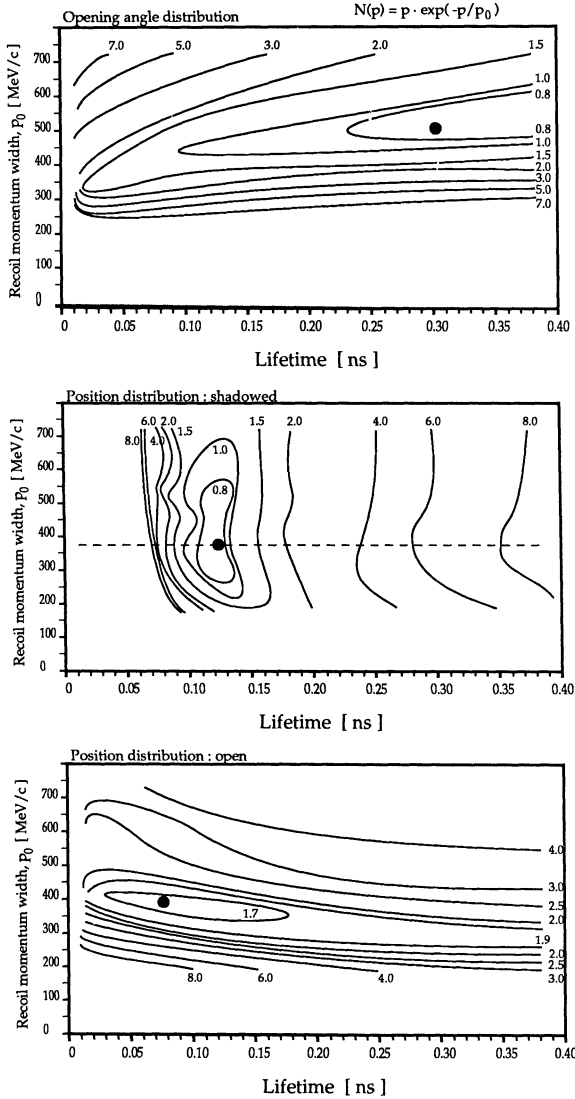 Opening angle distribution
N(p) = p · exp( -p/p0 )
7.0 5.0 3.0 2.0 1.5
1.0
0.8
0.8
1.0
1.5
2.0
3.0
5.0
7.0
Recoil momentum width, p0 [ MeV/c ]
700
600
500
400
300
200
100
0
0 0.05 0.10 0.15 0.20 0.25 0.30 0.35 0.40
Lifetime [ ns ]
Position distribution : shadowed
6.0 2.0
8.0 4.0 1.5
1.0
0.8
1.5 2.0 4.0 6.0 8.0
Recoil momentum width, p0 [ MeV/c ]
700
600
500
400
300
200
100
0
0 0.05 0.10 0.15 0.20 0.25 0.30 0.35 0.40
Lifetime [ ns ]
Position distribution : open
4.0
3.0
2.5
2.0
1.7
1.9
2.0
2.5
3.0
8.0 6.0 4.0
Recoil momentum width, p0 [ MeV/c ]
700
600
500
400
300
200
100
0
0 0.05 0.10 0.15 0.20 0.25 0.30 0.35 0.40
Lifetime [ ns ]